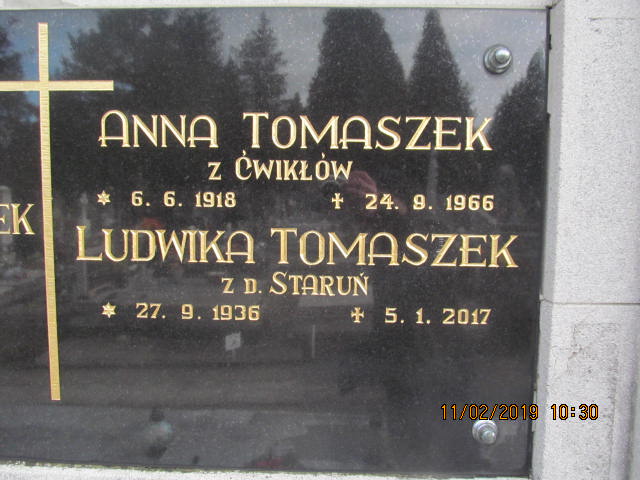 ANNA TOMASZEK
Z ĆWIKŁÓW
* 6. 6. 1918 ✝ 24. 9. 1966
EK
LUDWIKA TOMASZEK
Z D. STARUŃ
* 27. 9. 1936 ✝ 5. 1. 2017
11/02/2019 10:30